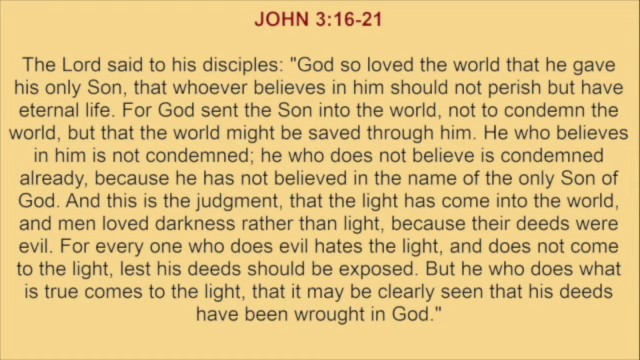 JOHN 3:16-21
The Lord said to his disciples: "God so loved the world that he gave
his only Son, that whoever believes in him should not perish but have
eternal life. For God sent the Son into the world, not to condemn the
world, but that the world might be saved through him. He who believes
in him is not condemned; he who does not believe is condemned
already, because he has not believed in the name of the only Son of
God. And this is the judgment, that the light has come into the world,
and men loved darkness rather than light, because their deeds were
evil. For every one who does evil hates the light, and does not come
to the light, lest his deeds should be exposed. But he who does what
is true comes to the light, that it may be clearly seen that his deeds
have been wrought in God."